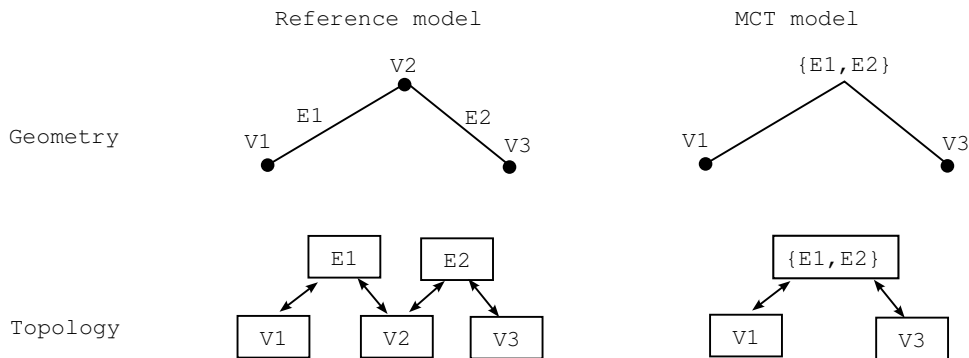 Reference model
MCT model
V2
{E1,E2}
E1
E2
Geometry
V1
V3
V1
V3
E1
E2
{E1,E2}
Topology
V1
V2
V3
V1
V3